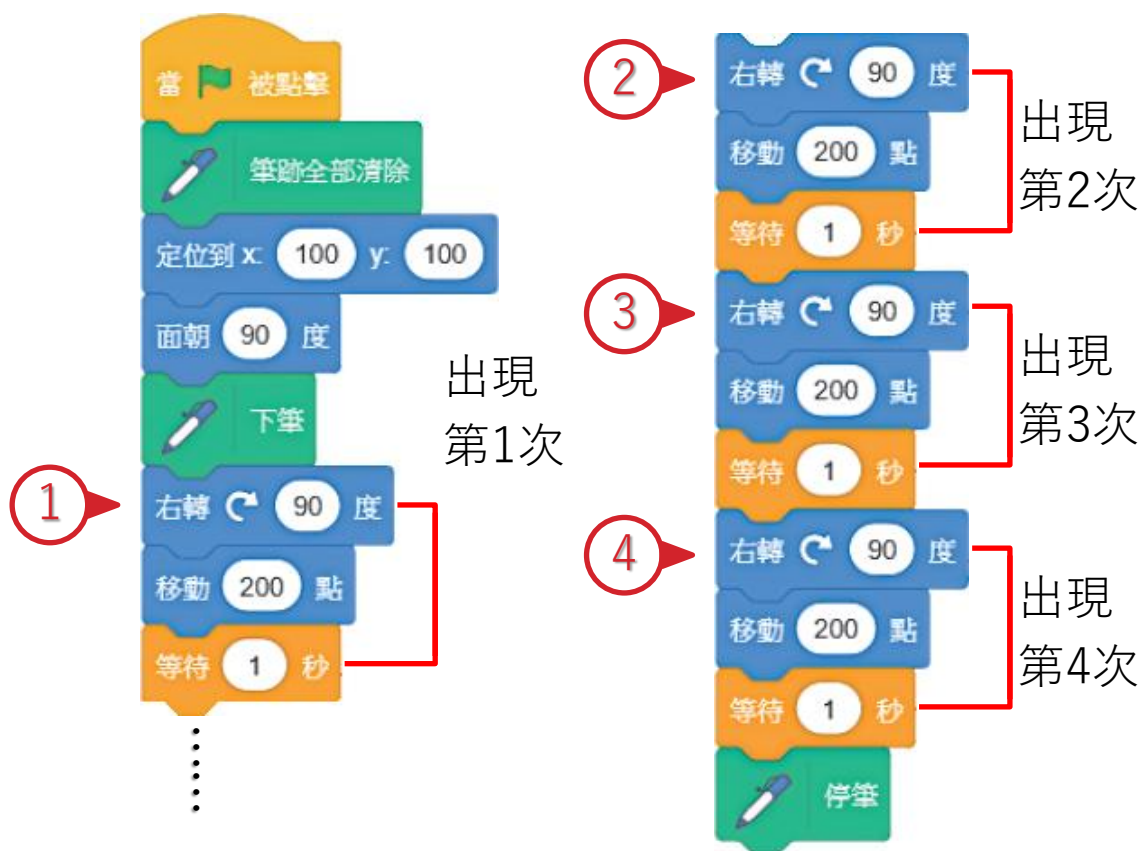 當 被點擊
筆跡全部清除
定位到 x: 100 y: 100
面朝 90 度
下筆
出現
第1次
1
右轉 90 度
移動 200 點
等待 1 秒
2
右轉 90 度
移動 200 點
等待 1 秒
出現
第2次
3
右轉 90 度
移動 200 點
等待 1 秒
出現
第3次
4
右轉 90 度
移動 200 點
等待 1 秒
出現
第4次
停筆